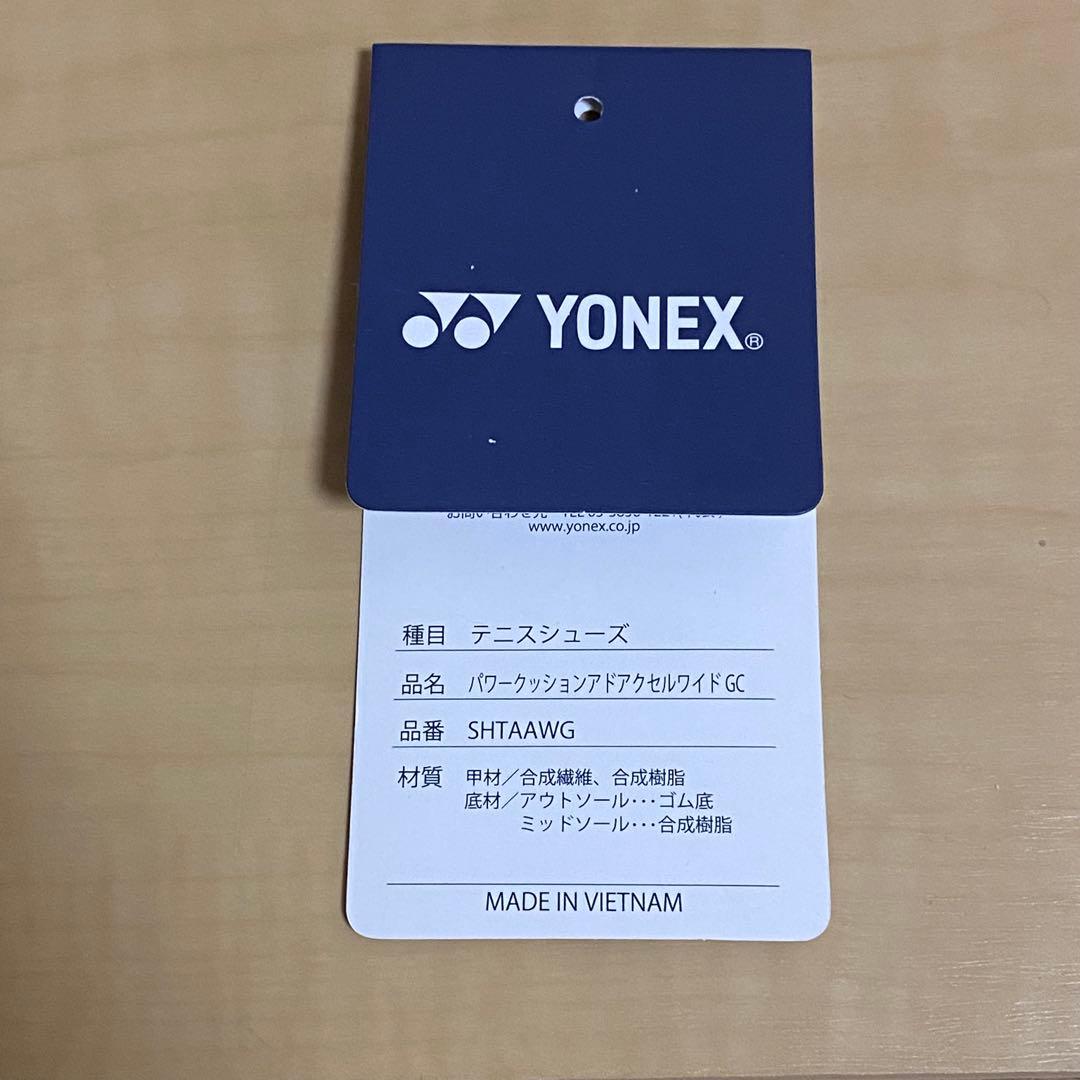 YONEX®
www.yonex.co.jp
種目 テニスシューズ
品名 パワークッションアドアクセルワイド GC
品番 SHTAAWG
材質 甲材／合成繊維、合成樹脂
底材／アウトソール･･･ゴム底
ミッドソール･･･合成樹脂
MADE IN VIETNAM